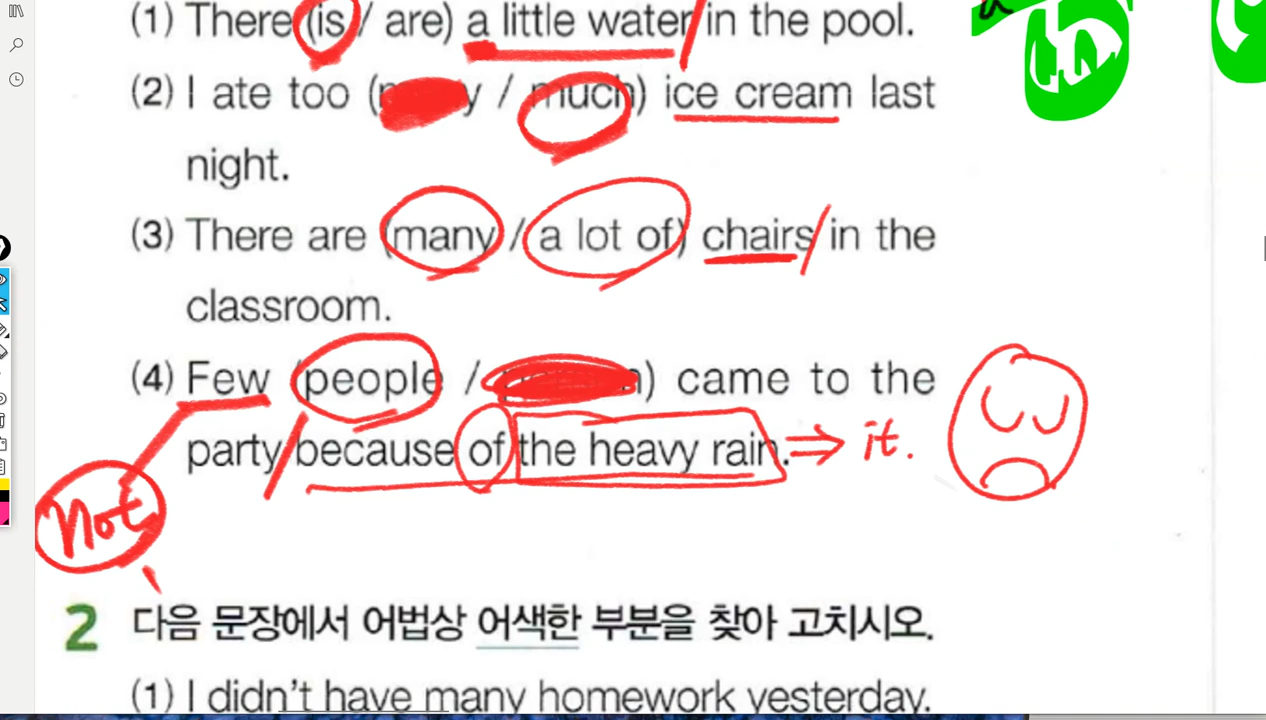 (1) There (is / are) a little water in the pool.
(2) I ate too ( / much) ice cream last
night.
(3) There are (many / a lot of) chairs in the
classroom.
(4) Few (people / ) came to the
party because of the heavy rain. ⇒ it.
not
2 다음 문장에서 어법상 어색한 부분을 찾아 고치시오.
(1) I didn't have many homework yesterday.